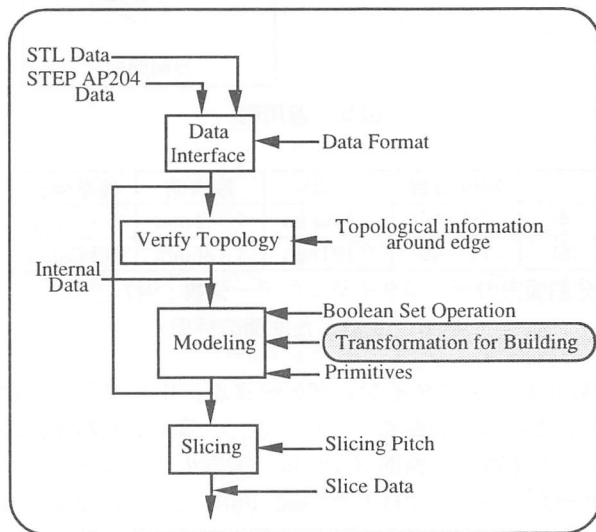 STL Data
STEP AP204
Data
Data
Interface
Data Format
Verify Topology
Topological information
around edge
Internal
Data
Boolean Set Operation
Modeling
Transformation for Building
Primitives
Slicing
Slicing Pitch
Slice Data